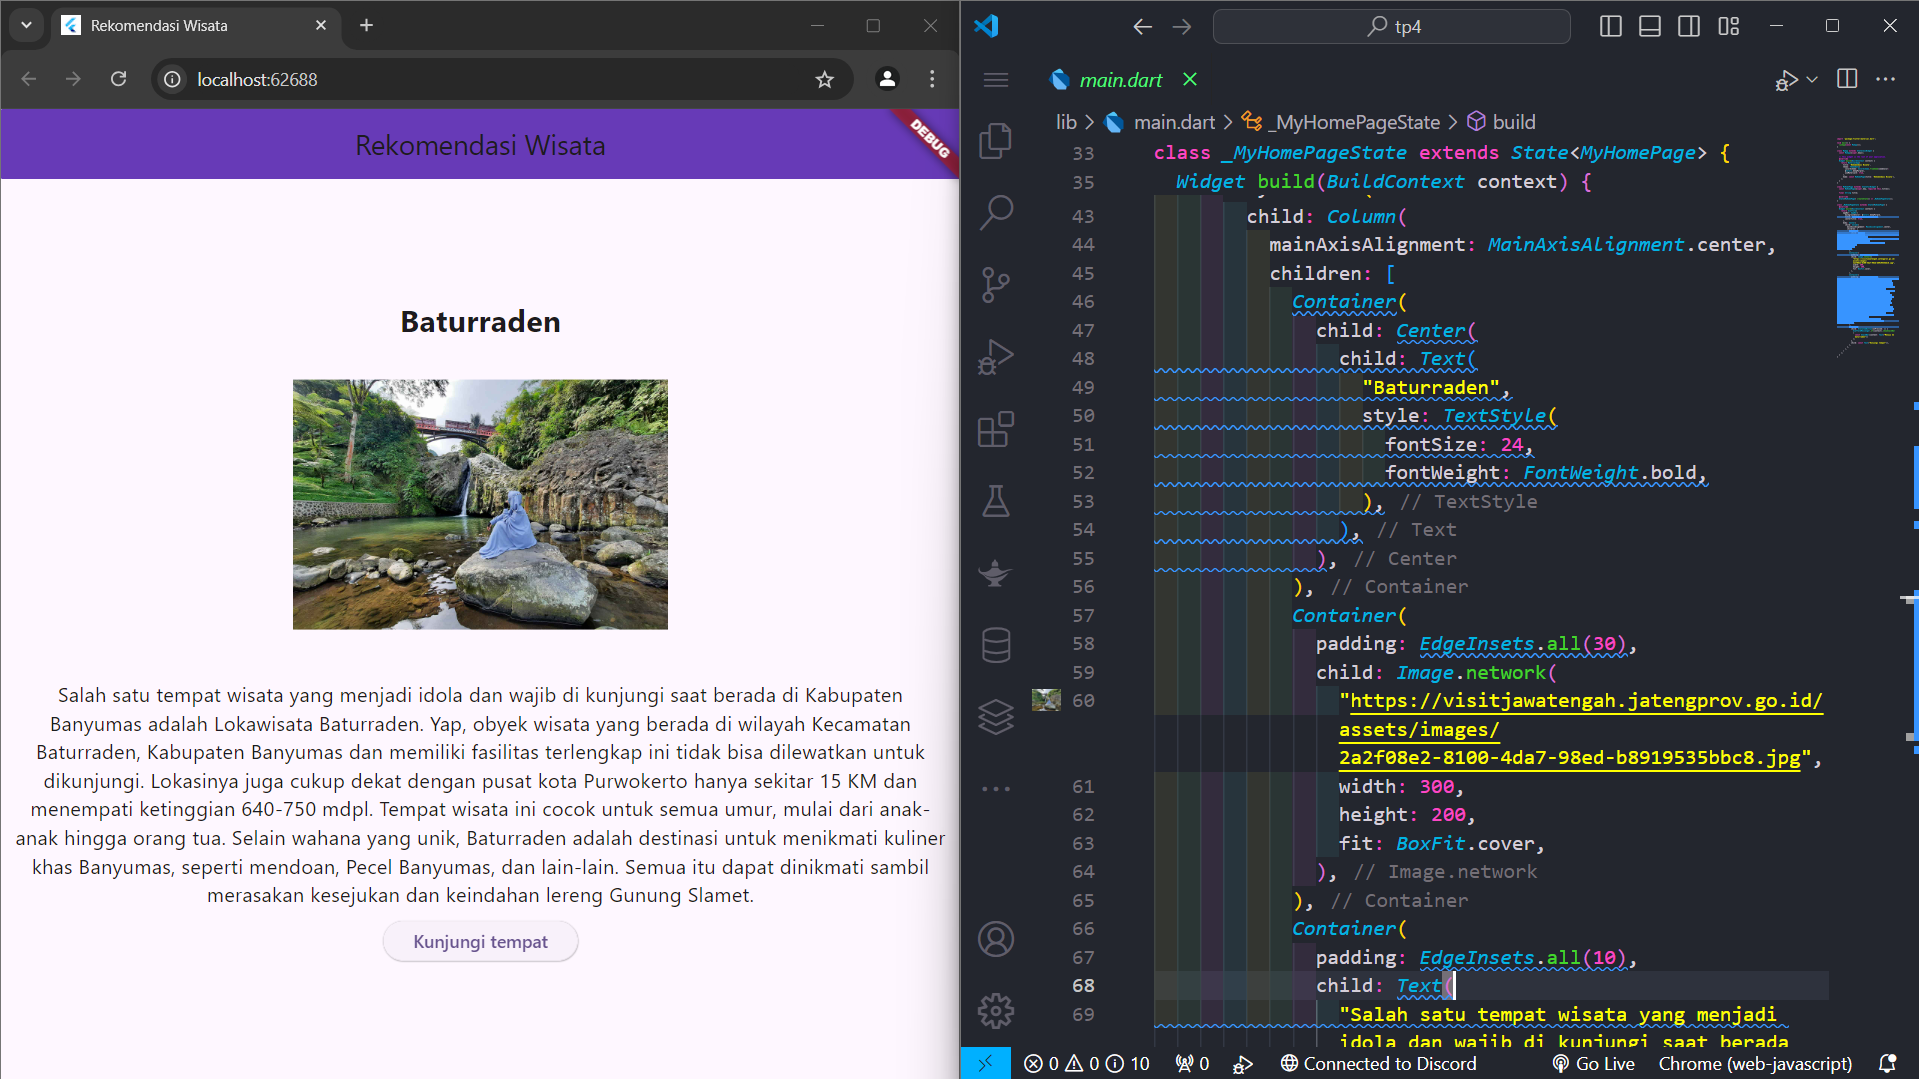 Rekomendasi Wisata
localhost:62688
Rekomendasi Wisata
DEBUG
Baturraden
Salah satu tempat wisata yang menjadi idola dan wajib di kunjungi saat berada di Kabupaten
Banyumas adalah Lokawisata Baturraden. Yap, obyek wisata yang berada di wilayah Kecamatan
Baturraden, Kabupaten Banyumas dan memiliki fasilitas terlengkap ini tidak bisa dilewatkan untuk
dikunjungi. Lokasinya juga cukup dekat dengan pusat kota Purwokerto hanya sekitar 15 KM dan
menempati ketinggian 640-750 mdpl. Tempat wisata ini cocok untuk semua umur, mulai dari anak-
anak hingga orang tua. Selain wahana yang unik, Baturraden adalah destinasi untuk menikmati kuliner
khas Banyumas, seperti mendoan, Pecel Banyumas, dan lain-lain. Semua itu dapat dinikmati sambil
merasakan kesejukan dan keindahan lereng Gunung Slamet.
Kunjungi tempat
tp4
main.dart
lib > main.dart > _MyHomePageState > build
33 class _MyHomePageState extends State<MyHomePage> {
35 Widget build(BuildContext context) {
43 child: Column(
44 mainAxisAlignment: MainAxisAlignment.center,
45 children: [
46 Container(
47 child: Center(
48 child: Text(
49 "Baturraden",
50 style: TextStyle(
51 fontSize: 24,
52 fontWeight: FontWeight.bold,
53 ), // TextStyle
54 ), // Text
55 ), // Center
56 ), // Container
57 Container(
58 padding: EdgeInsets.all(30),
59 child: Image.network(
60 "https://visitjawatengah.jatengprov.go.id/
assets/images/
2a2f08e2-8100-4da7-98ed-b8919535bbc8.jpg",
61 width: 300,
62 height: 200,
63 fit: BoxFit.cover,
64 ), // Image.network
65 ), // Container
66 Container(
67 padding: EdgeInsets.all(10),
68 child: Text(
69 "Salah satu tempat wisata yang menjadi
idola dan wajib di kunjungi saat berada
0 0 10 0 Connected to Discord Go Live Chrome (web-javascript)